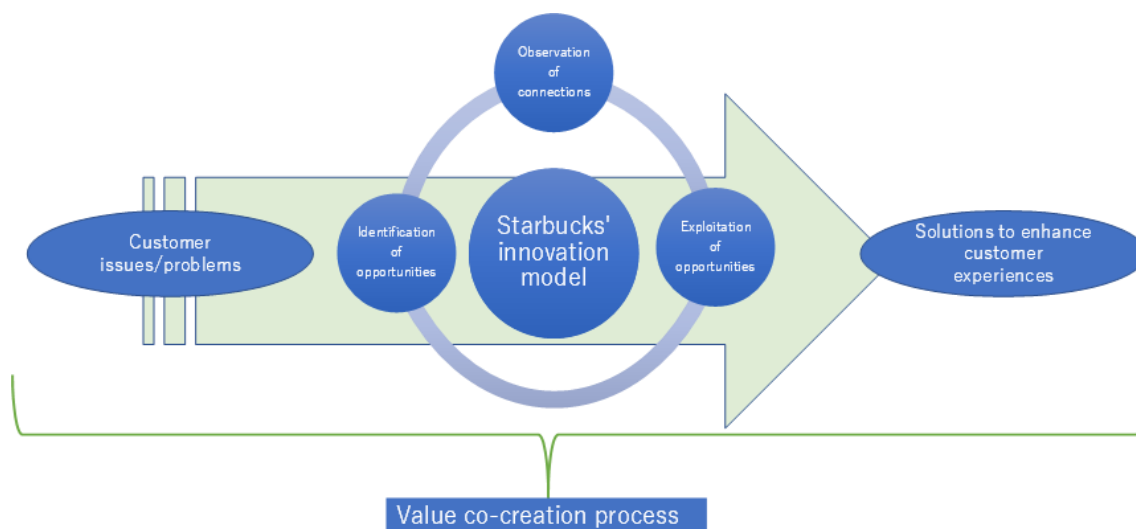 Observation
of
connections
Customer
issues/problems
Identification
of
opportunities
Starbucks'
innovation
model
Exploitation
of
opportunities
Solutions to enhance
customer
experiences
Value co-creation process